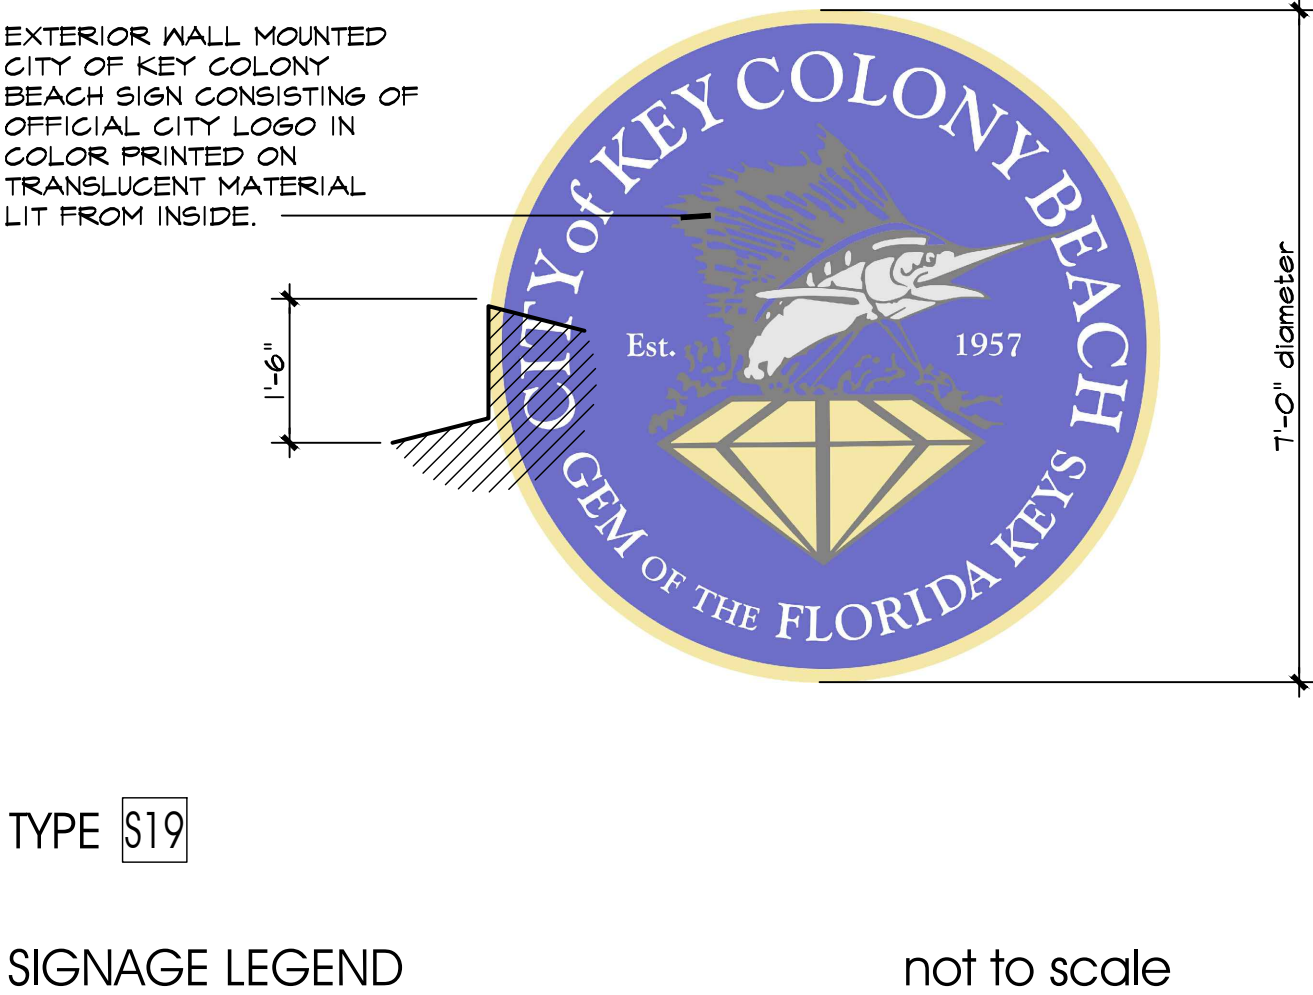 EXTERIOR WALL MOUNTED
CITY OF KEY COLONY
BEACH SIGN CONSISTING OF
OFFICIAL CITY LOGO IN
COLOR PRINTED ON
TRANSLUCENT MATERIAL
LIT FROM INSIDE.
CITY of KEY COLONY BEACH
Est. 1957
GEM OF THE FLORIDA KEYS
1'-6"
7'-0" diameter
TYPE S19
SIGNAGE LEGEND not to scale